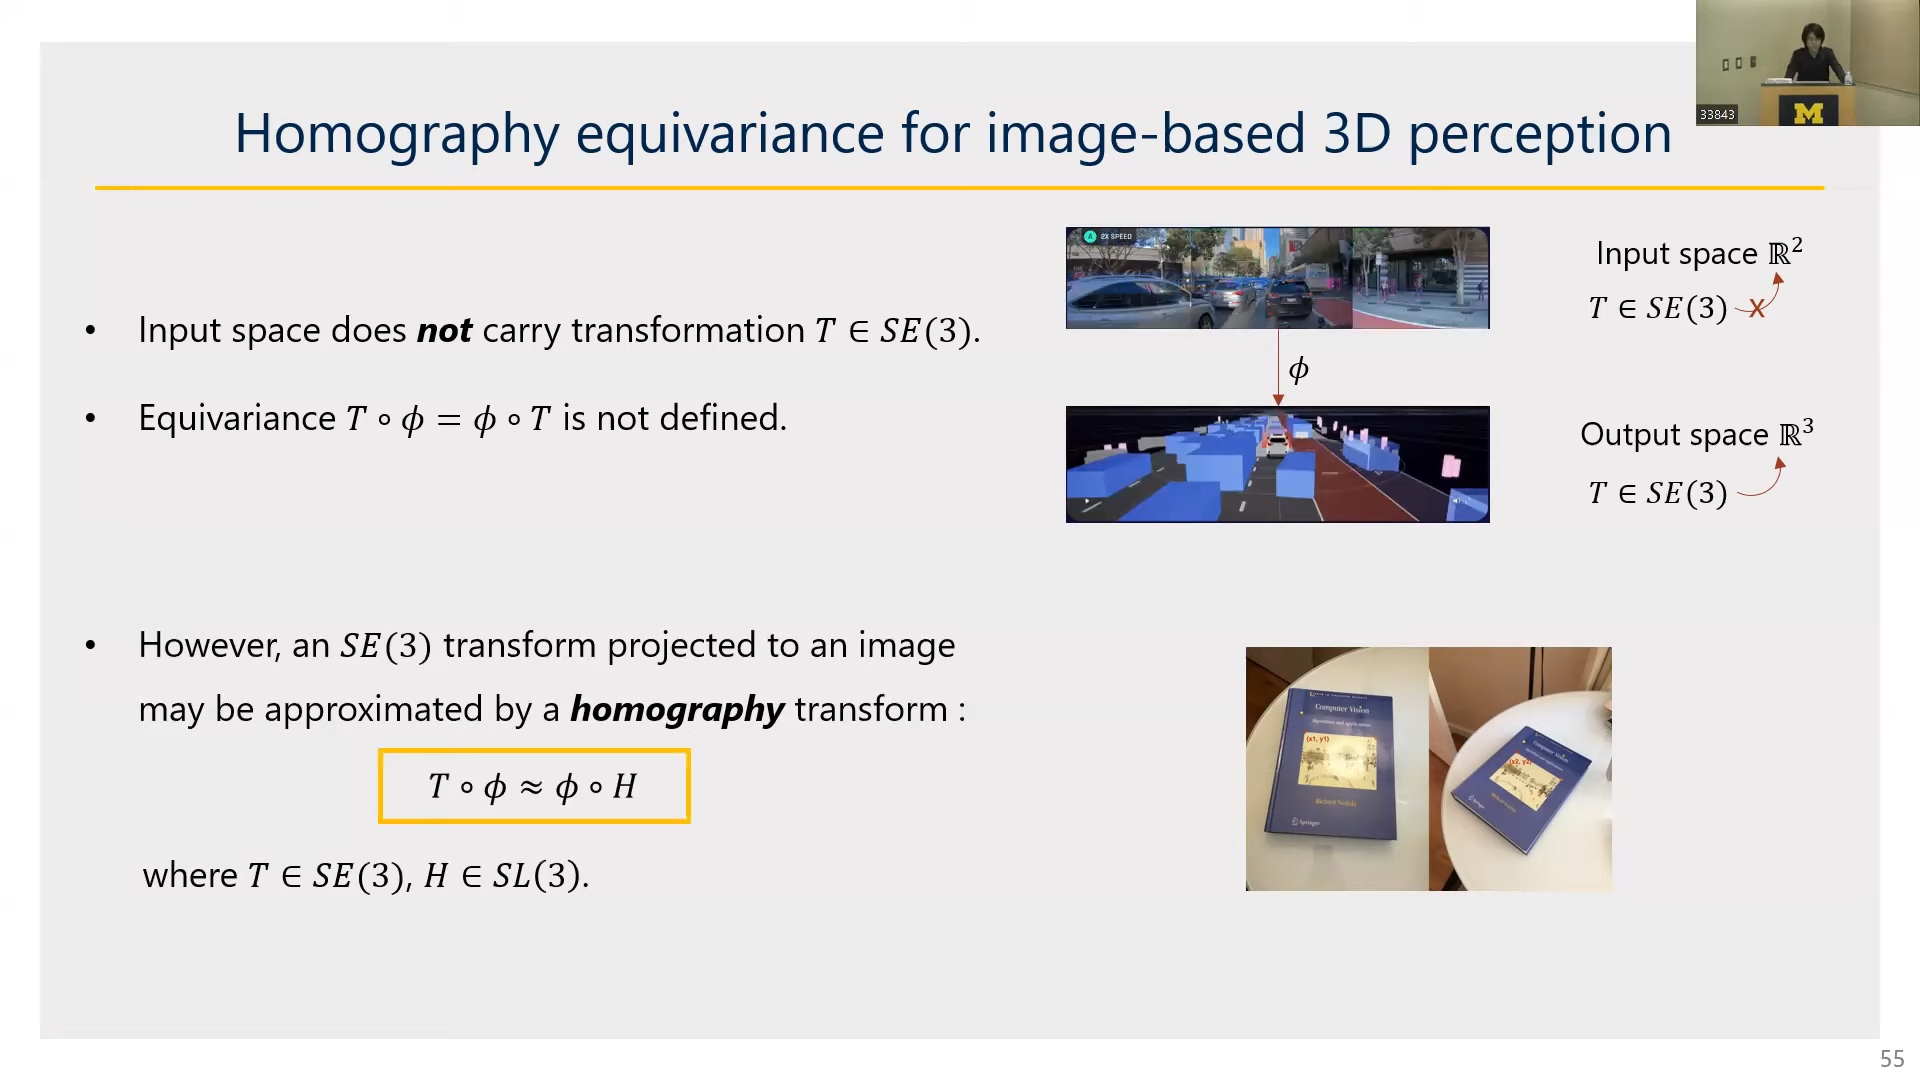 33843
M
Homography equivariance for image-based 3D perception
• Input space does not carry transformation T ∈ SE(3).
• Equivariance T ∘ ϕ = ϕ ∘ T is not defined.
2X SPEED
ϕ
Input space ℝ²
T ∈ SE(3) x
Output space ℝ³
T ∈ SE(3)
• However, an SE(3) transform projected to an image
may be approximated by a homography transform :
T ∘ ϕ ≈ ϕ ∘ H
where T ∈ SE(3), H ∈ SL(3).
Computer Vision
Algorithms and Applications
(x1, y1)
Richard Szeliski
Springer
Computer Vision
(x2, y2)
55